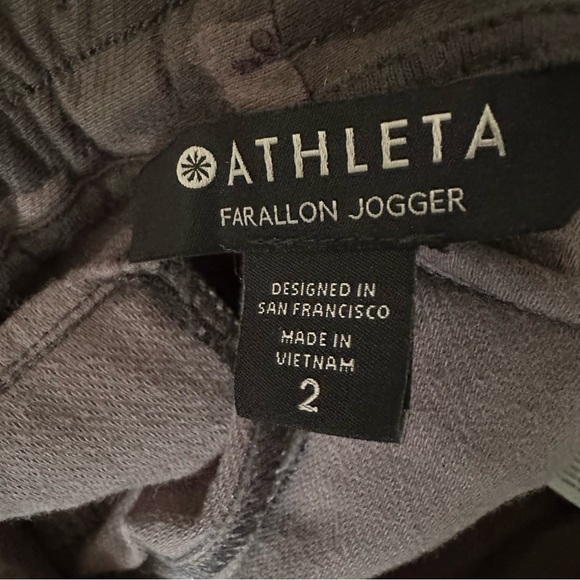 ATHLETA
FARALLON JOGGER
DESIGNED IN
SAN FRANCISCO
MADE IN
VIETNAM
2